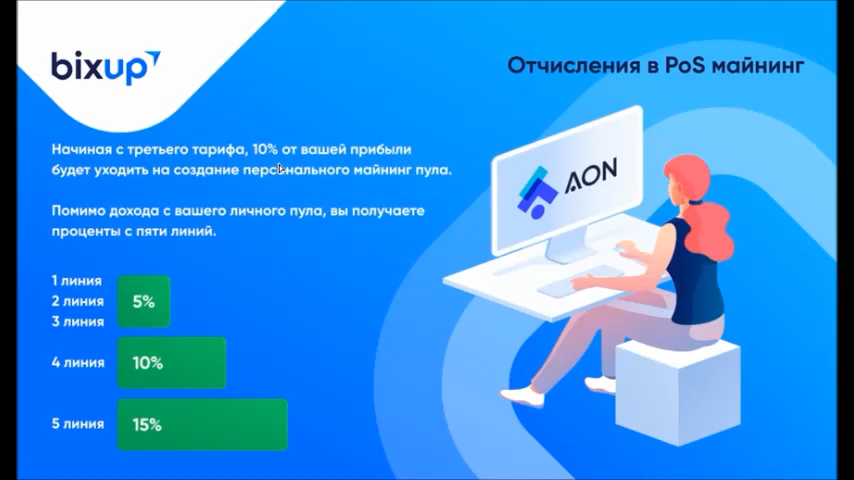 bixup
Отчисления в PoS майнинг
Начиная с третьего тарифа, 10% от вашей прибыли
будет уходить на создание персонального майнинг пула.
Помимо дохода с вашего личного пула, вы получаете
проценты с пяти линий.
1 линия
2 линия
3 линия
5%
4 линия
10%
5 линия
15%
AON